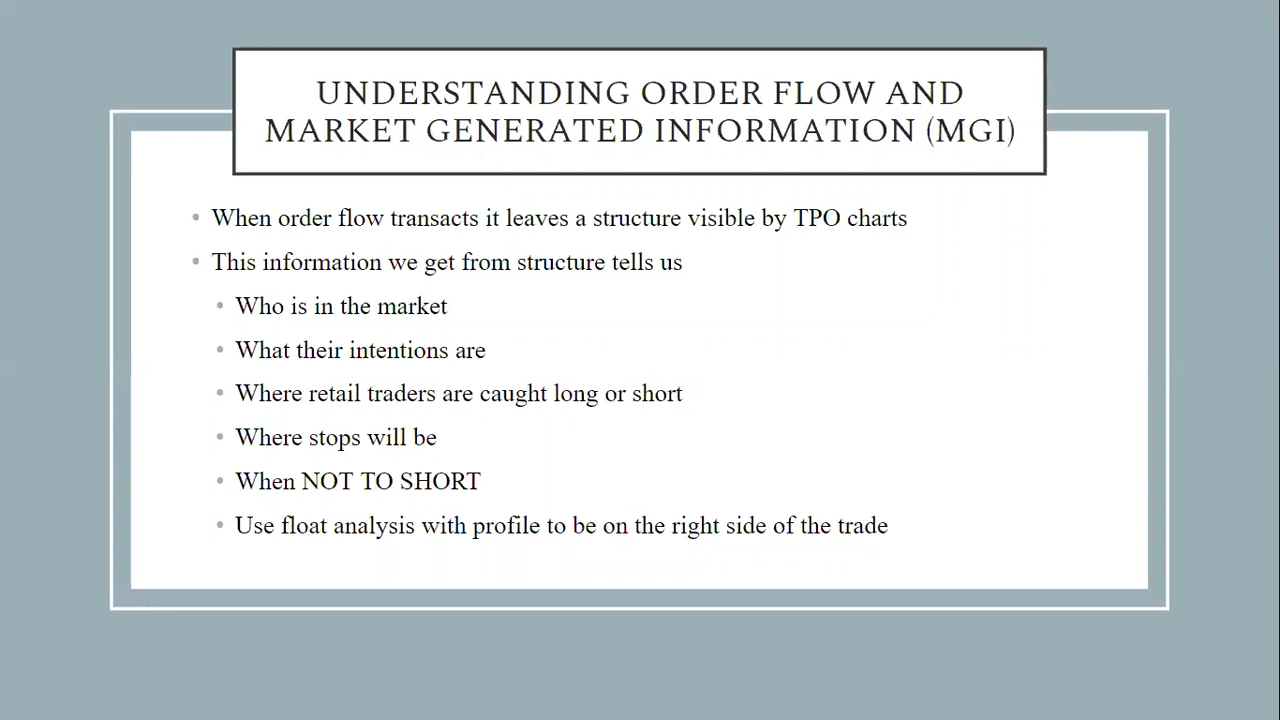 UNDERSTANDING ORDER FLOW AND
MARKET GENERATED INFORMATION (MGI)
• When order flow transacts it leaves a structure visible by TPO charts
• This information we get from structure tells us
• Who is in the market
• What their intentions are
• Where retail traders are caught long or short
• Where stops will be
• When NOT TO SHORT
• Use float analysis with profile to be on the right side of the trade